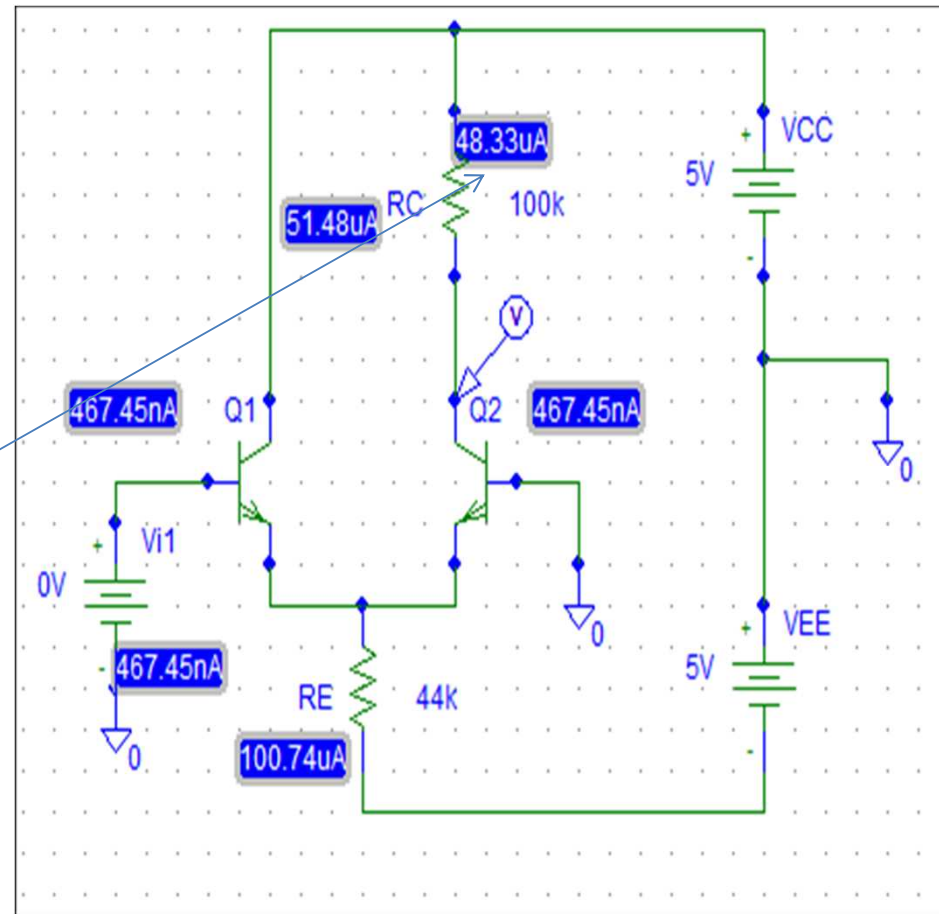 48.33uA
VCC
+
5V
RC
100k
51.48uA
-
V
467.45nA
Q1
Q2
467.45nA
0
Vi1
+
0V
VEE
0
+
467.45nA
-
5V
RE
44k
0
100.74uA
-